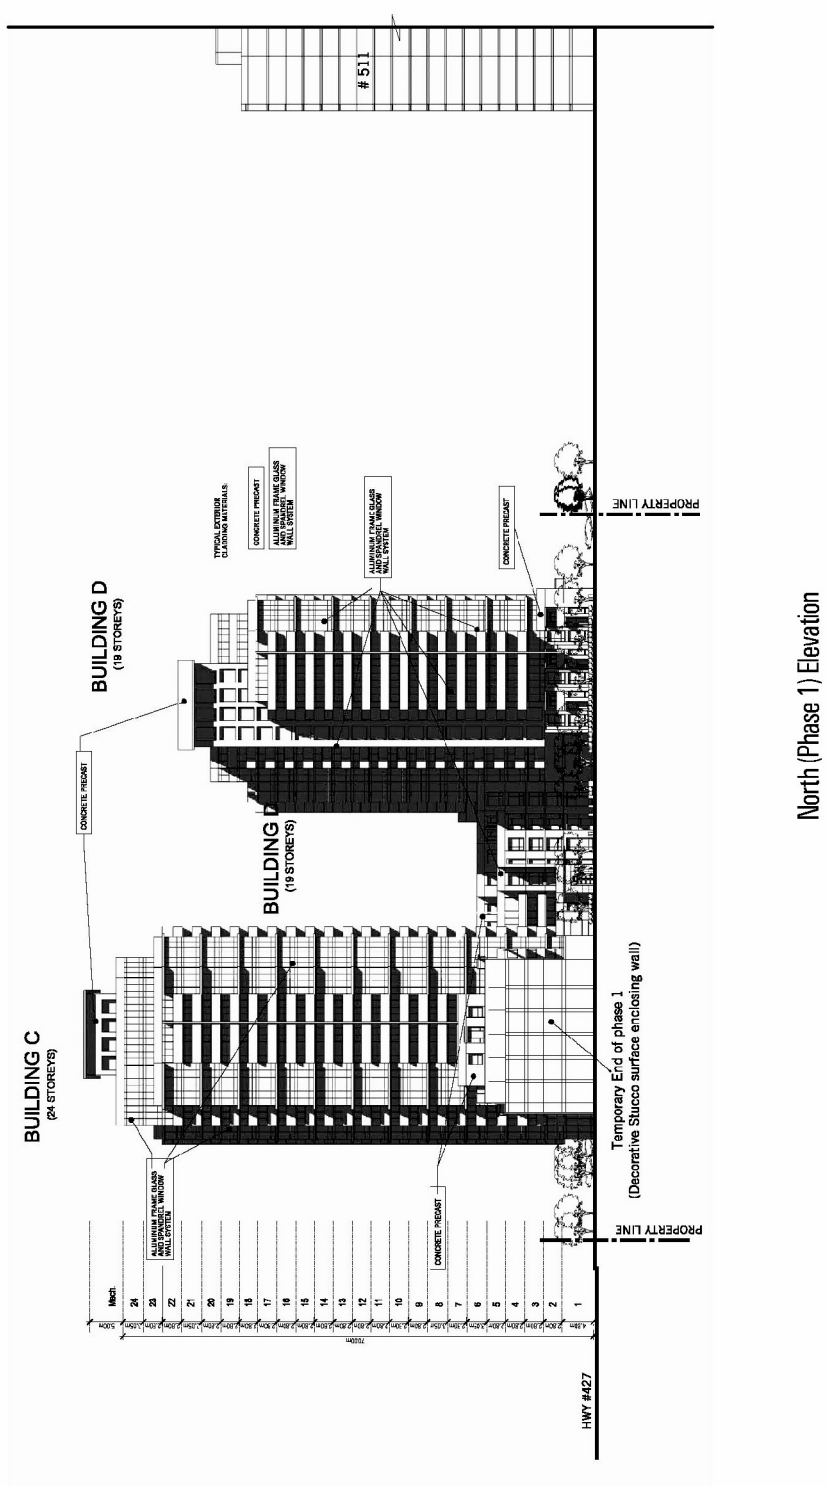 BUILDING C
(24 STOREYS)
BUILDING D
(19 STOREYS)
BUILDING
(19 STOREYS)
CONCRETE PRECAST
TYPICAL EXTERIOR
CLADDING MATERIALS:
CONCRETE PRECAST
ALUMINUM FRAME GLASS
AND SPANDREL WINDOW
WALL SYSTEM
ALUMINUM FRAME GLASS
AND SPANDREL WINDOW
WALL SYSTEM
CONCRETE PRECAST
ALUMINUM FRAME GLASS
AND SPANDREL WINDOW
WALL SYSTEM
CONCRETE PRECAST
# 511
Mech.
24
23
22
21
20
19
18
17
16
15
14
13
12
11
10
9
8
7
6
5
4
3
2
1
5.00m
HWY #427
PROPERTY LINE
Temporary End of phase 1
(Decorative Stucco surface enclosing wall)
PROPERTY LINE
North (Phase 1) Elevation